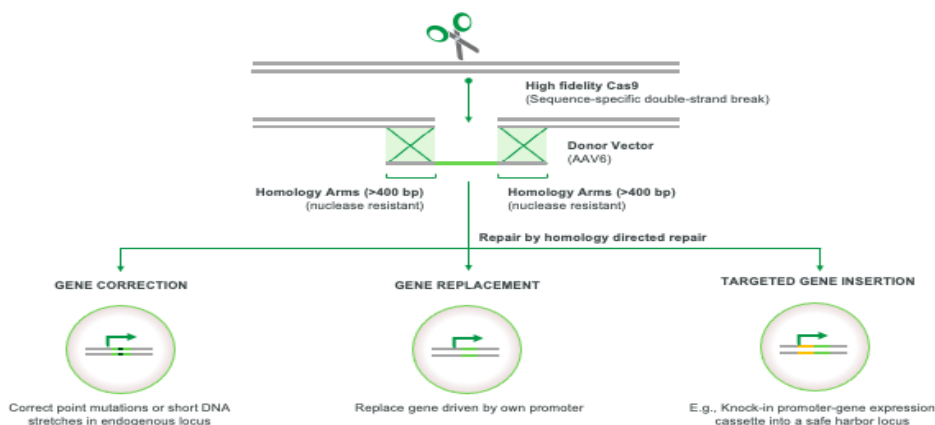 High fidelity Cas9
(Sequence-specific double-strand break)
Donor Vector
(AAV6)
Homology Arms (>400 bp)
(nuclease resistant)
Homology Arms (>400 bp)
(nuclease resistant)
Repair by homology directed repair
GENE CORRECTION
GENE REPLACEMENT
TARGETED GENE INSERTION
Correct point mutations or short DNA
stretches in endogenous locus
Replace gene driven by own promoter
E.g., Knock-in promoter-gene expression
cassette into a safe harbor locus